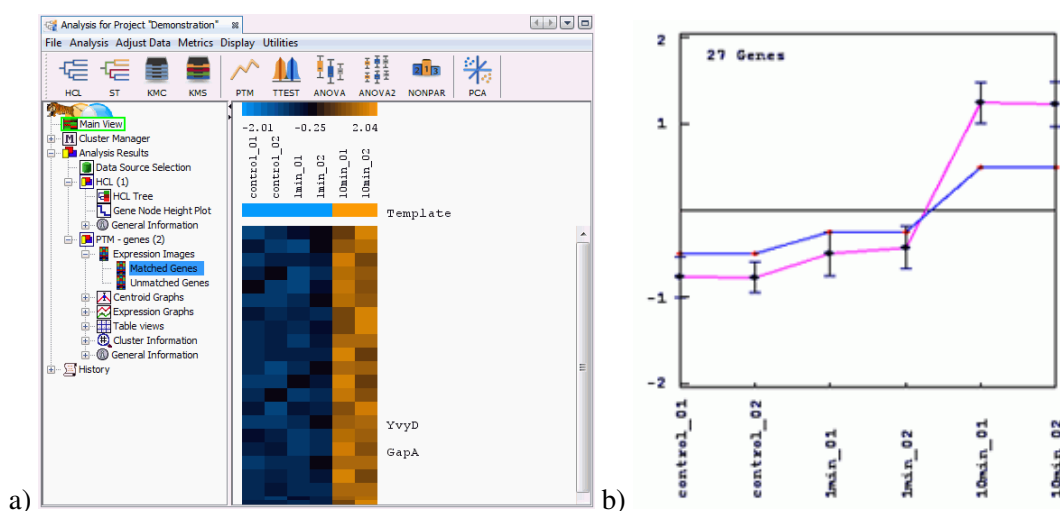 Analysis for Project "Demonstration"
File Analysis Adjust Data Metrics Display Utilities
HCL ST KMC KMS PTM TTEST ANOVA ANOVA2 NONPAR PCA
Main View
M Cluster Manager
Analysis Results
Data Source Selection
HCL (1)
HCL Tree
Gene Node Height Plot
General Information
PTM - genes (2)
Expression Images
Matched Genes
Unmatched Genes
Centroid Graphs
Expression Graphs
Table views
Cluster Information
General Information
History
-2.01 -0.25 2.04
control_01
control_02
1min_01
1min_02
10min_01
10min_02
Template
YvyD
GapA
a)
2
27 Genes
1
-1
-2
control_01
control_02
1min_01
1min_02
10min_01
10min_02
b)